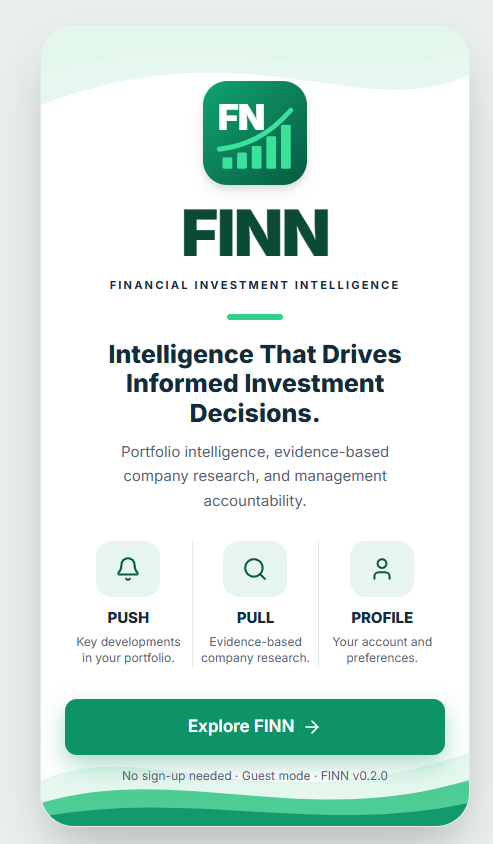 FN
FINN
FINANCIAL INVESTMENT INTELLIGENCE
Intelligence That Drives
Informed Investment
Decisions.
Portfolio intelligence, evidence-based
company research, and management
accountability.
PUSH
Key developments
in your portfolio.
PULL
Evidence-based
company research.
PROFILE
Your account and
preferences.
Explore FINN →
No sign-up needed · Guest mode · FINN v0.2.0